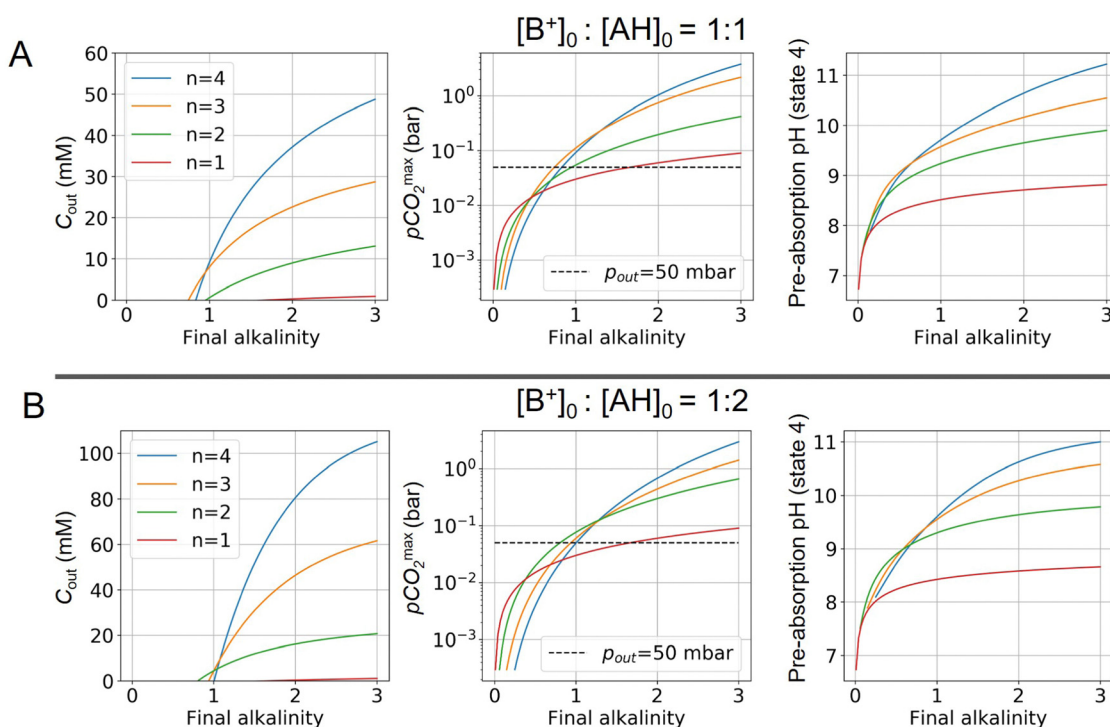 A
[B⁺]₀ : [AH]₀ = 1:1
C_out (mM)
60
50
40
30
20
10
0
n=4
n=3
n=2
n=1
0 1 2 3
Final alkalinity
pCO₂^max (bar)
10⁰
10⁻¹
10⁻²
10⁻³
p_out=50 mbar
0 1 2 3
Final alkalinity
Pre-absorption pH (state 4)
11
10
9
8
7
0 1 2 3
Final alkalinity
B
[B⁺]₀ : [AH]₀ = 1:2
C_out (mM)
100
80
60
40
20
0
n=4
n=3
n=2
n=1
0 1 2 3
Final alkalinity
pCO₂^max (bar)
10⁰
10⁻¹
10⁻²
10⁻³
p_out=50 mbar
0 1 2 3
Final alkalinity
Pre-absorption pH (state 4)
11
10
9
8
7
0 1 2 3
Final alkalinity